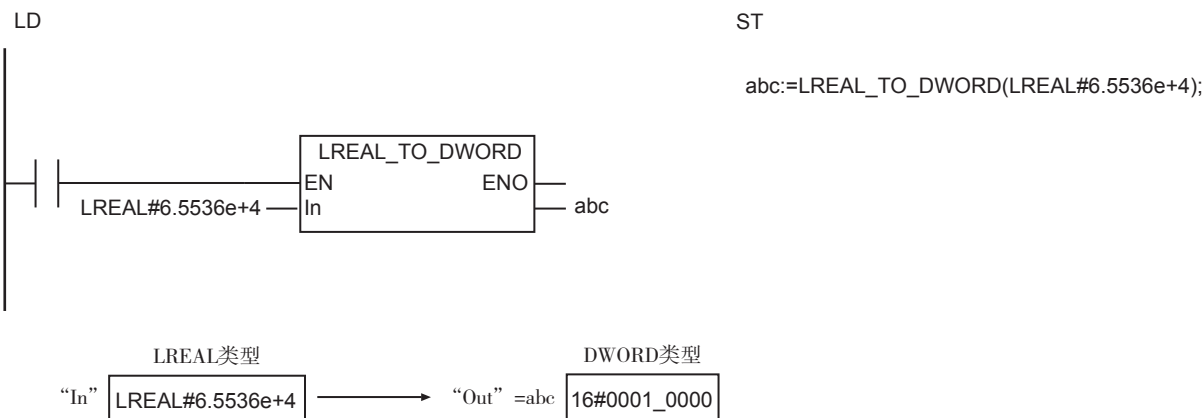 LD
ST
abc:=LREAL_TO_DWORD(LREAL#6.5536e+4);
LREAL_TO_DWORD
EN ENO
LREAL#6.5536e+4 In abc
LREAL类型 DWORD类型
“In” LREAL#6.5536e+4 “Out” =abc 16#0001_0000